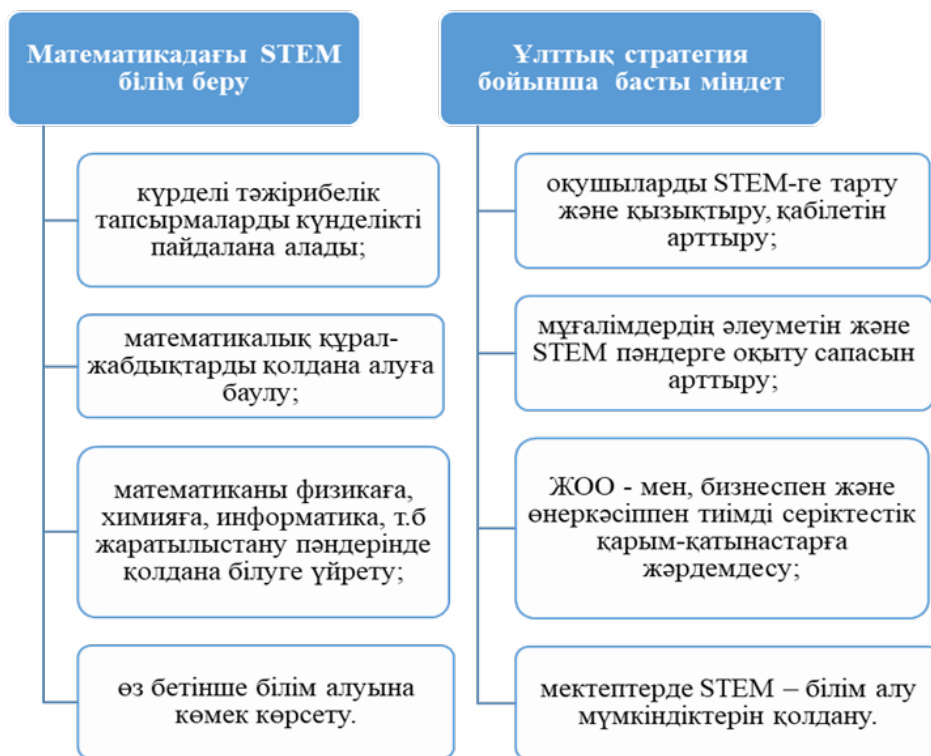 Математикадағы STEM
білім беру
күрделі тәжірибелік
тапсырмаларды күнделікті
пайдалана алады;
математикалық құрал-
жабдықтарды қолдана алуға
баулу;
математиканы физикаға,
химияға, информатика, т.б
жаратылыстану пәндерінде
қолдана білуге үйрету;
өз бетінше білім алуына
көмек көрсету.
Ұлттық стратегия
бойынша басты міндет
оқушыларды STEM-ге тарту
және қызықтыру, қабілетін
арттыру;
мұғалімдердің әлеуметін және
STEM пәндерге оқыту сапасын
арттыру;
ЖОО - мен, бизнеспен және
өнеркәсіппен тиімді серіктестік
қарым-қатынастарға
жәрдемдесу;
мектептерде STEM – білім алу
мүмкіндіктерін қолдану.